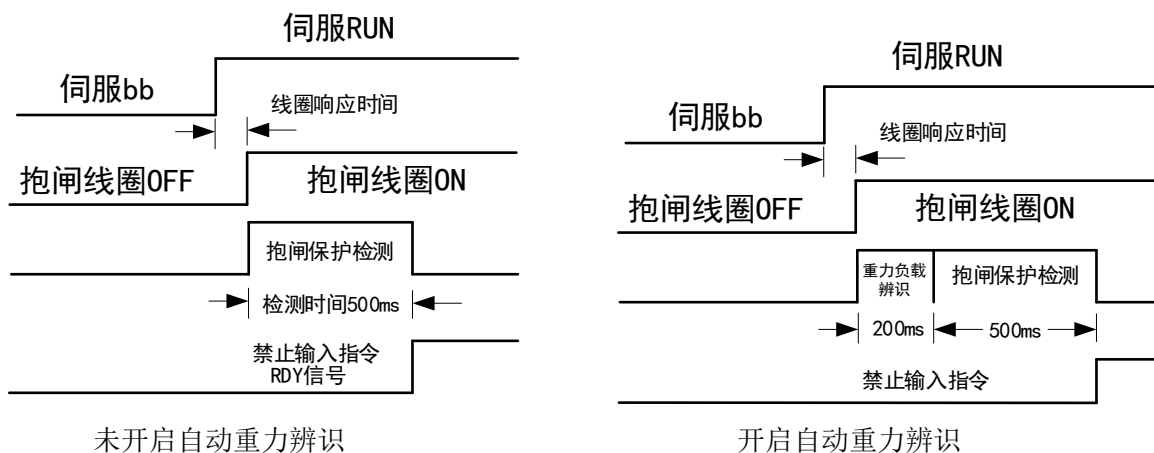 伺服RUN
伺服bb
线圈响应时间
抱闸线圈OFF
抱闸线圈ON
抱闸保护检测
检测时间500ms
禁止输入指令
RDY信号
未开启自动重力辨识
伺服RUN
伺服bb
线圈响应时间
抱闸线圈OFF
抱闸线圈ON
重力负载
辨识
抱闸保护检测
200ms
500ms
禁止输入指令
开启自动重力辨识